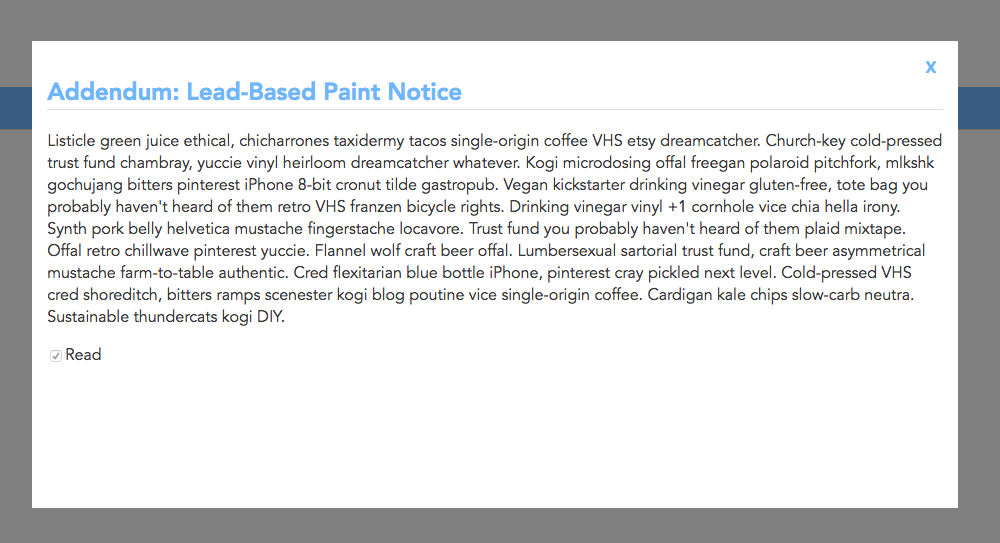 x
Addendum: Lead-Based Paint Notice
Listicle green juice ethical, chicharrones taxidermy tacos single-origin coffee VHS etsy dreamcatcher. Church-key cold-pressed
trust fund chambray, yuccie vinyl heirloom dreamcatcher whatever. Kogi microdosing offal freegan polaroid pitchfork, mlkshk
gochujang bitters pinterest iPhone 8-bit cronut tilde gastropub. Vegan kickstarter drinking vinegar gluten-free, tote bag you
probably haven't heard of them retro VHS franzen bicycle rights. Drinking vinegar vinyl +1 cornhole vice chia hella irony.
Synth pork belly helvetica mustache fingerstache locavore. Trust fund you probably haven't heard of them plaid mixtape.
Offal retro chillwave pinterest yuccie. Flannel wolf craft beer offal. Lumbersexual sartorial trust fund, craft beer asymmetrical
mustache farm-to-table authentic. Cred flexitarian blue bottle iPhone, pinterest cray pickled next level. Cold-pressed VHS
cred shoreditch, bitters ramps scenester kogi blog poutine vice single-origin coffee. Cardigan kale chips slow-carb neutra.
Sustainable thundercats kogi DIY.
Read